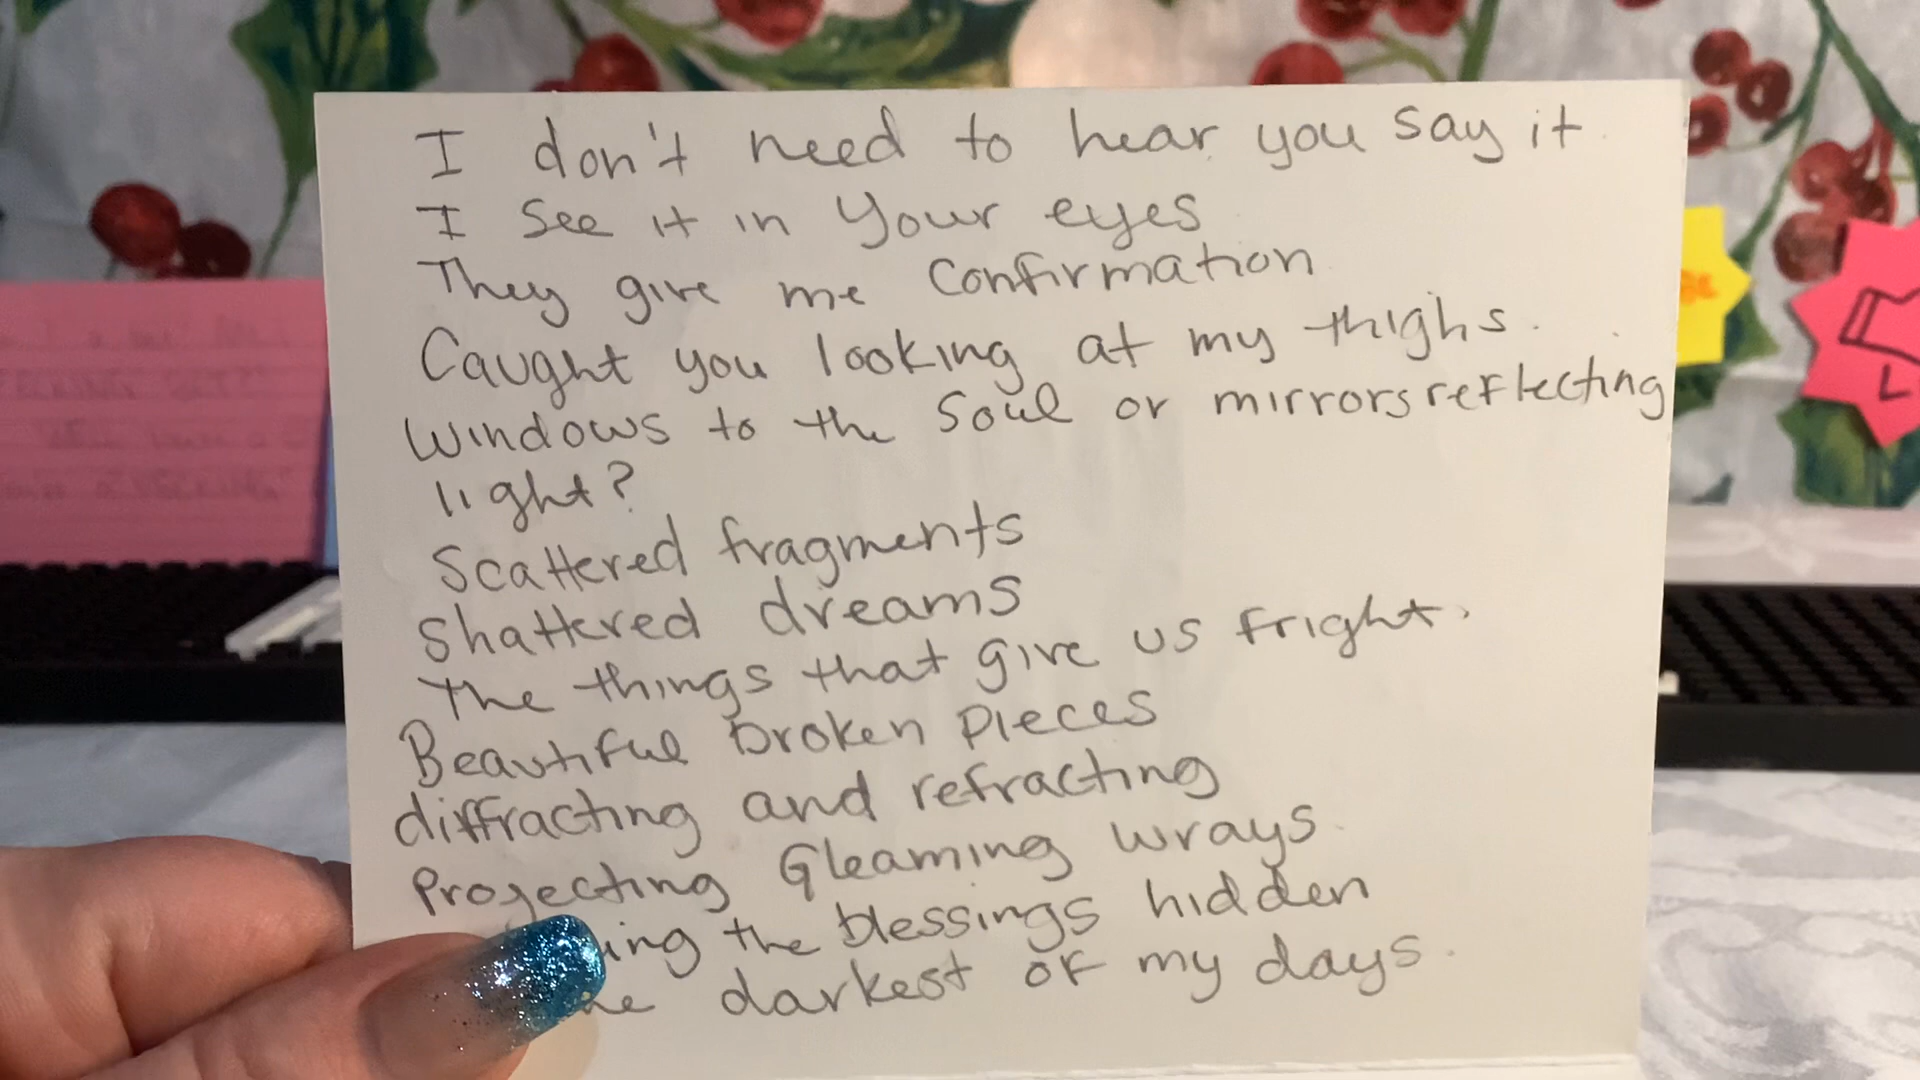 I don't need to hear you say it.
I see it in Your eyes
They give me Confirmation
Caught you looking at my thighs.
Windows to the Soul or mirrors reflecting
light?
Scattered fragments
Shattered dreams
the things that give us fright.
Beautiful broken pieces
diffracting and refracting
Projecting Gleaming wrays.
the blessings hidden
darkest of my days.
L